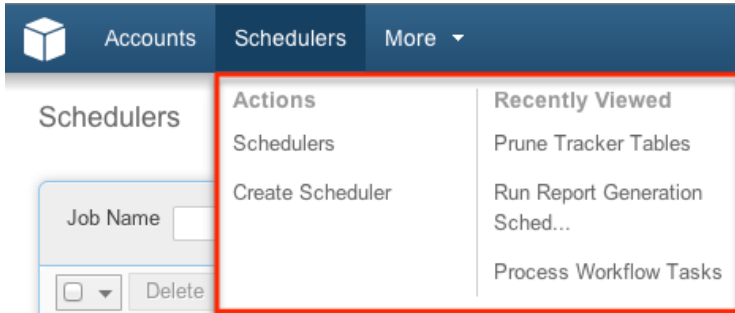 Accounts Schedulers More
Schedulers
Actions
Schedulers
Create Scheduler
Recently Viewed
Prune Tracker Tables
Run Report Generation
Sched...
Process Workflow Tasks
Job Name
Delete